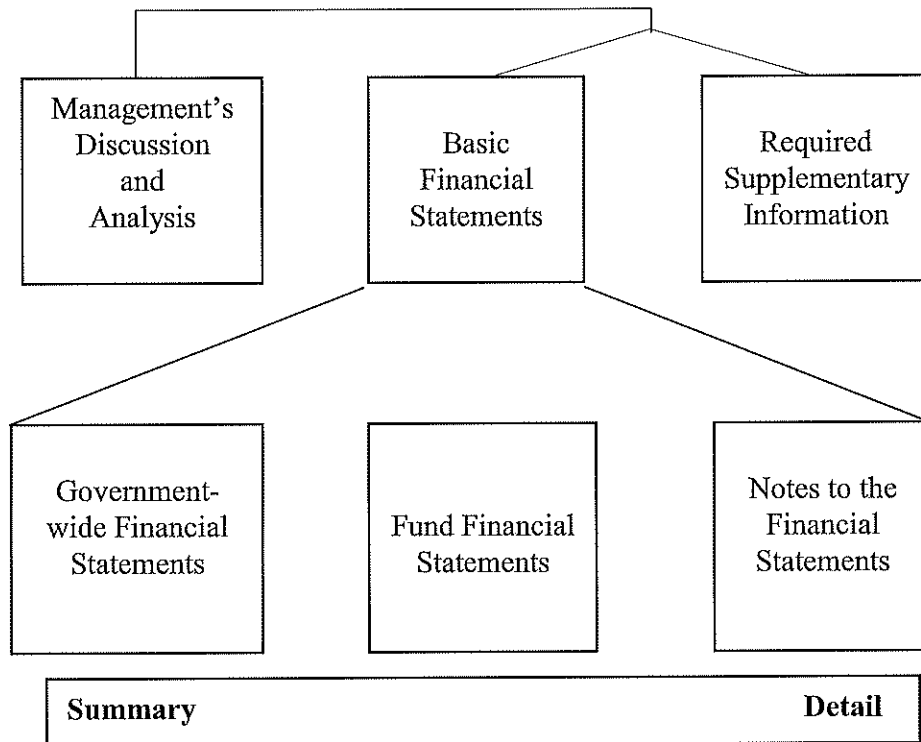 Management's
Discussion
and
Analysis
Basic
Financial
Statements
Required
Supplementary
Information
Government-
wide Financial
Statements
Fund Financial
Statements
Notes to the
Financial
Statements
Summary
Detail